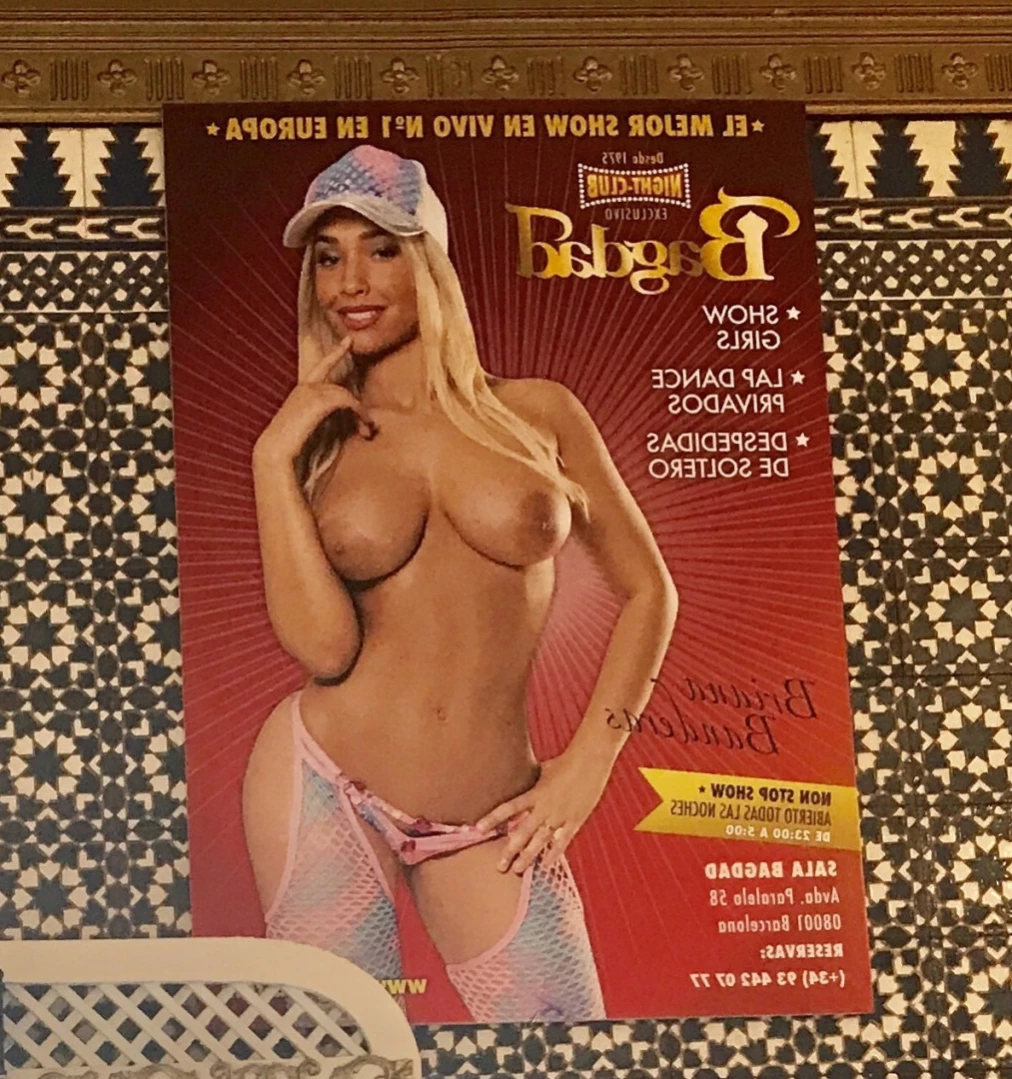 ★ EL MEJOR SHOW EN VIVO Nº1 EN EUROPA ★
Desde 1975
NIGHT-CLUB
EXCLUSIVO
Bagdad
★ SHOW
GIRLS
★ LAP DANCE
PRIVADOS
★ DESPEDIDAS
DE SOLTERO
Briana
Banderas
NON STOP SHOW ★
ABIERTO TODAS LAS NOCHES
DE 23:00 A 5:00
SALA BAGDAD
Avda. Paralelo 58
08001 Barcelona
RESERVAS:
(+34) 93 442 07 77